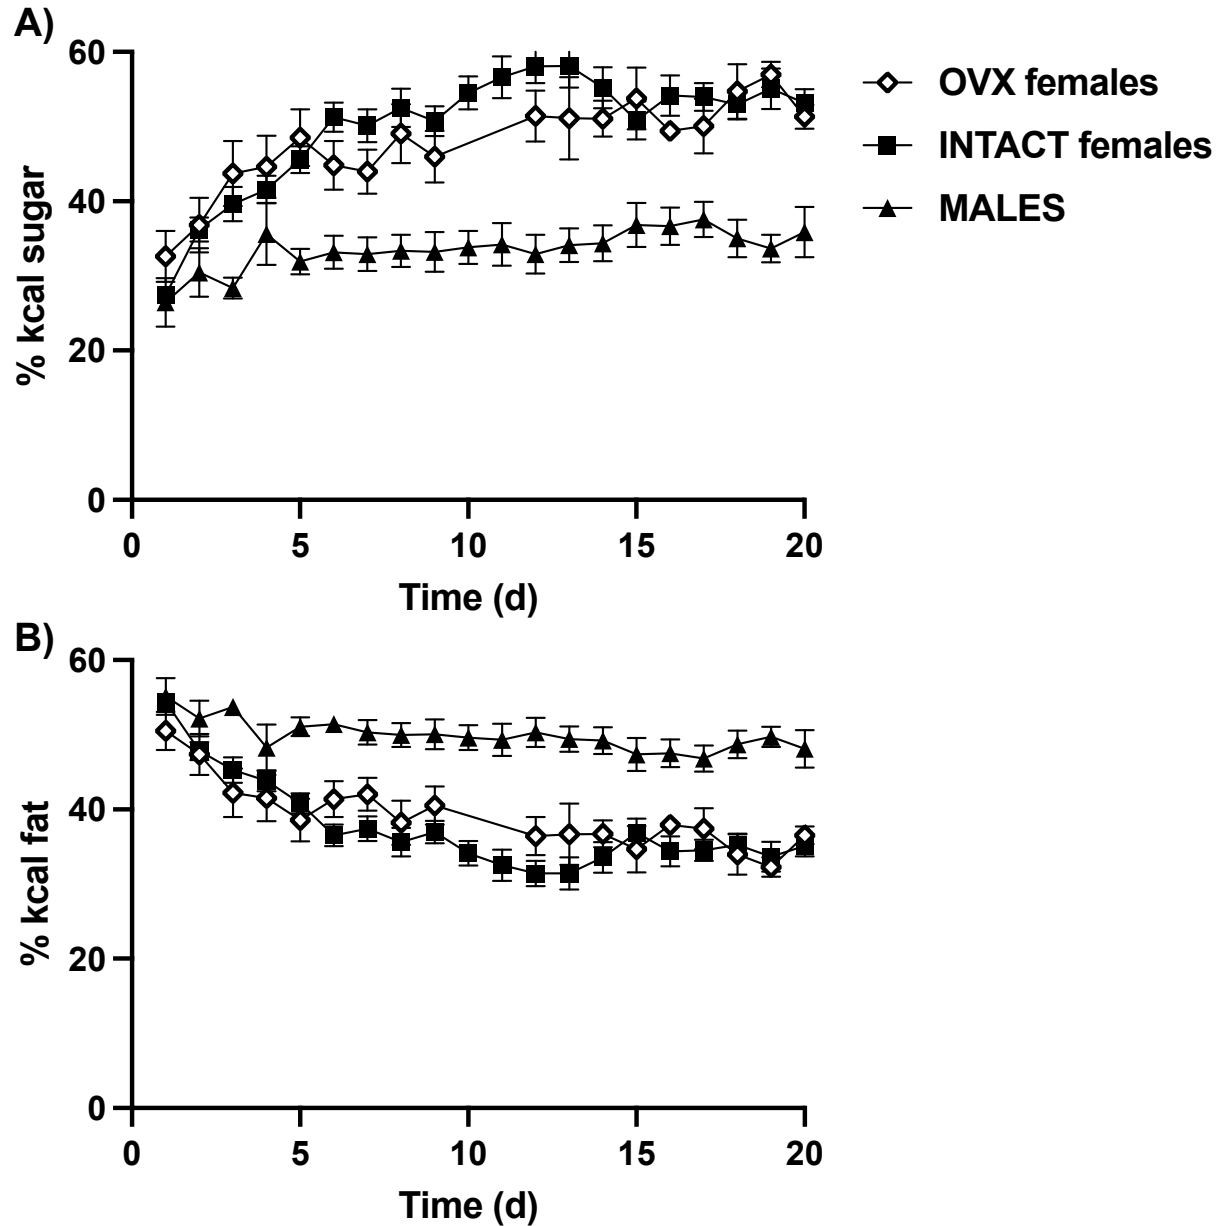 A)
60
40
20
0
% kcal sugar
0 5 10 15 20
Time (d)
OVX females
INTACT females
MALES
B)
60
40
20
0
% kcal fat
0 5 10 15 20
Time (d)